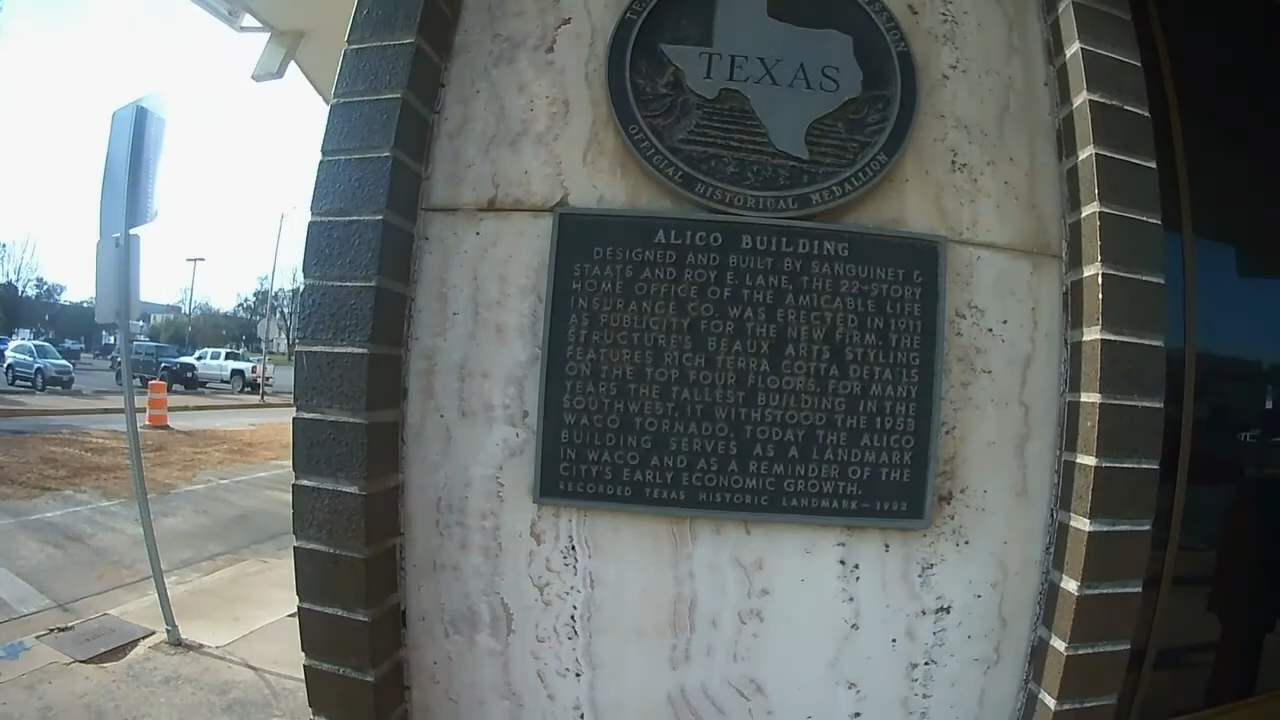 TEXAS
OFFICIAL HISTORICAL MEDALLION
ALICO BUILDING
DESIGNED AND BUILT BY SANGUINET &
STAATS AND ROY E. LANE, THE 22-STORY
HOME OFFICE OF THE AMICABLE LIFE
INSURANCE CO. WAS ERECTED IN 1911
AS PUBLICITY FOR THE NEW FIRM. THE
STRUCTURE'S BEAUX ARTS STYLING
FEATURES RICH TERRA COTTA DETAILS
ON THE TOP FOUR FLOORS. FOR MANY
YEARS THE TALLEST BUILDING IN THE
SOUTHWEST, IT WITHSTOOD THE 1953
WACO TORNADO. TODAY THE ALICO
BUILDING SERVES AS A LANDMARK
IN WACO AND AS A REMINDER OF THE
CITY'S EARLY ECONOMIC GROWTH.
RECORDED TEXAS HISTORIC LANDMARK-1982